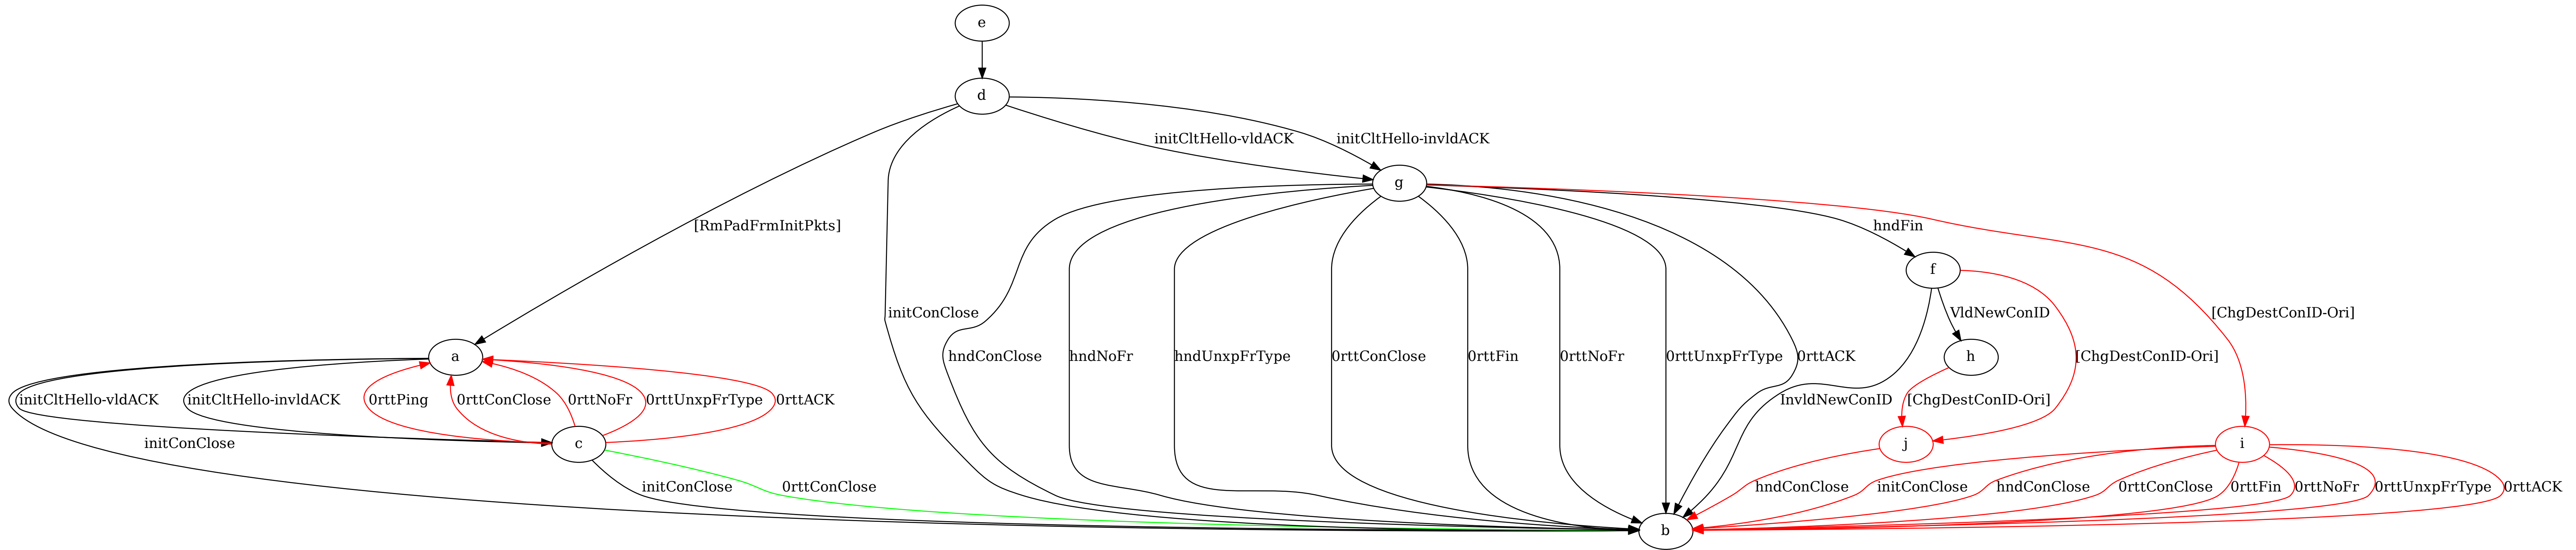 e
d
initCltHello-vldACK
initCltHello-invldACK
g
[RmPadFrmInitPkts]
hndFin
f
initConClose
VldNewConID
[ChgDestConID-Ori]
a
hndConClose
hndNoFr
hndUnxpFrType
0rttConClose
0rttFin
0rttNoFr
0rttUnxpFrType
0rttACK
h
[ChgDestConID-Ori]
initCltHello-vldACK
initCltHello-invldACK
0rttPing
0rttConClose
0rttNoFr
0rttUnxpFrType
0rttACK
InvldNewConID
[ChgDestConID-Ori]
initConClose
c
j
i
initConClose
0rttConClose
hndConClose
initConClose
hndConClose
0rttConClose
0rttFin
0rttNoFr
0rttUnxpFrType
0rttACK
b